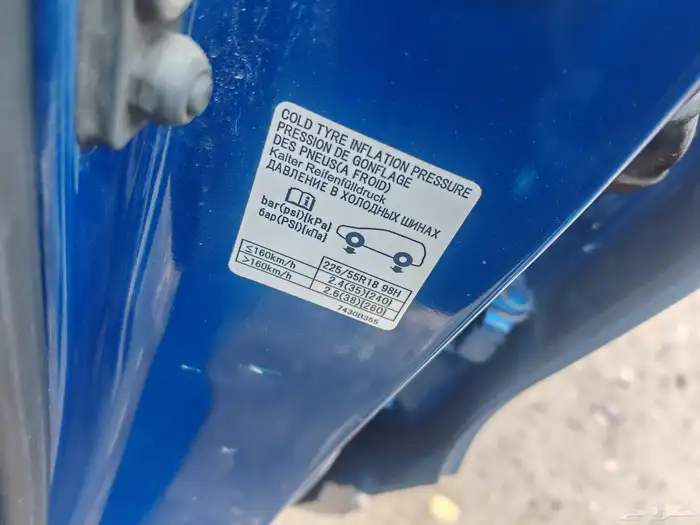 COLD TYRE INFLATION PRESSURE
PRESSION DE GONFLAGE
DES PNEUS(A FROID)
Kalter Reifenfülldruck
ДАВЛЕНИЕ В ХОЛОДНЫХ ШИНАХ
bar(psi)[kPa]
бар(PSI)[кПа]
225/55R18 98H
≤160km/h 2.4(35)[240]
>160km/h 2.6(38)[260]
7430B355